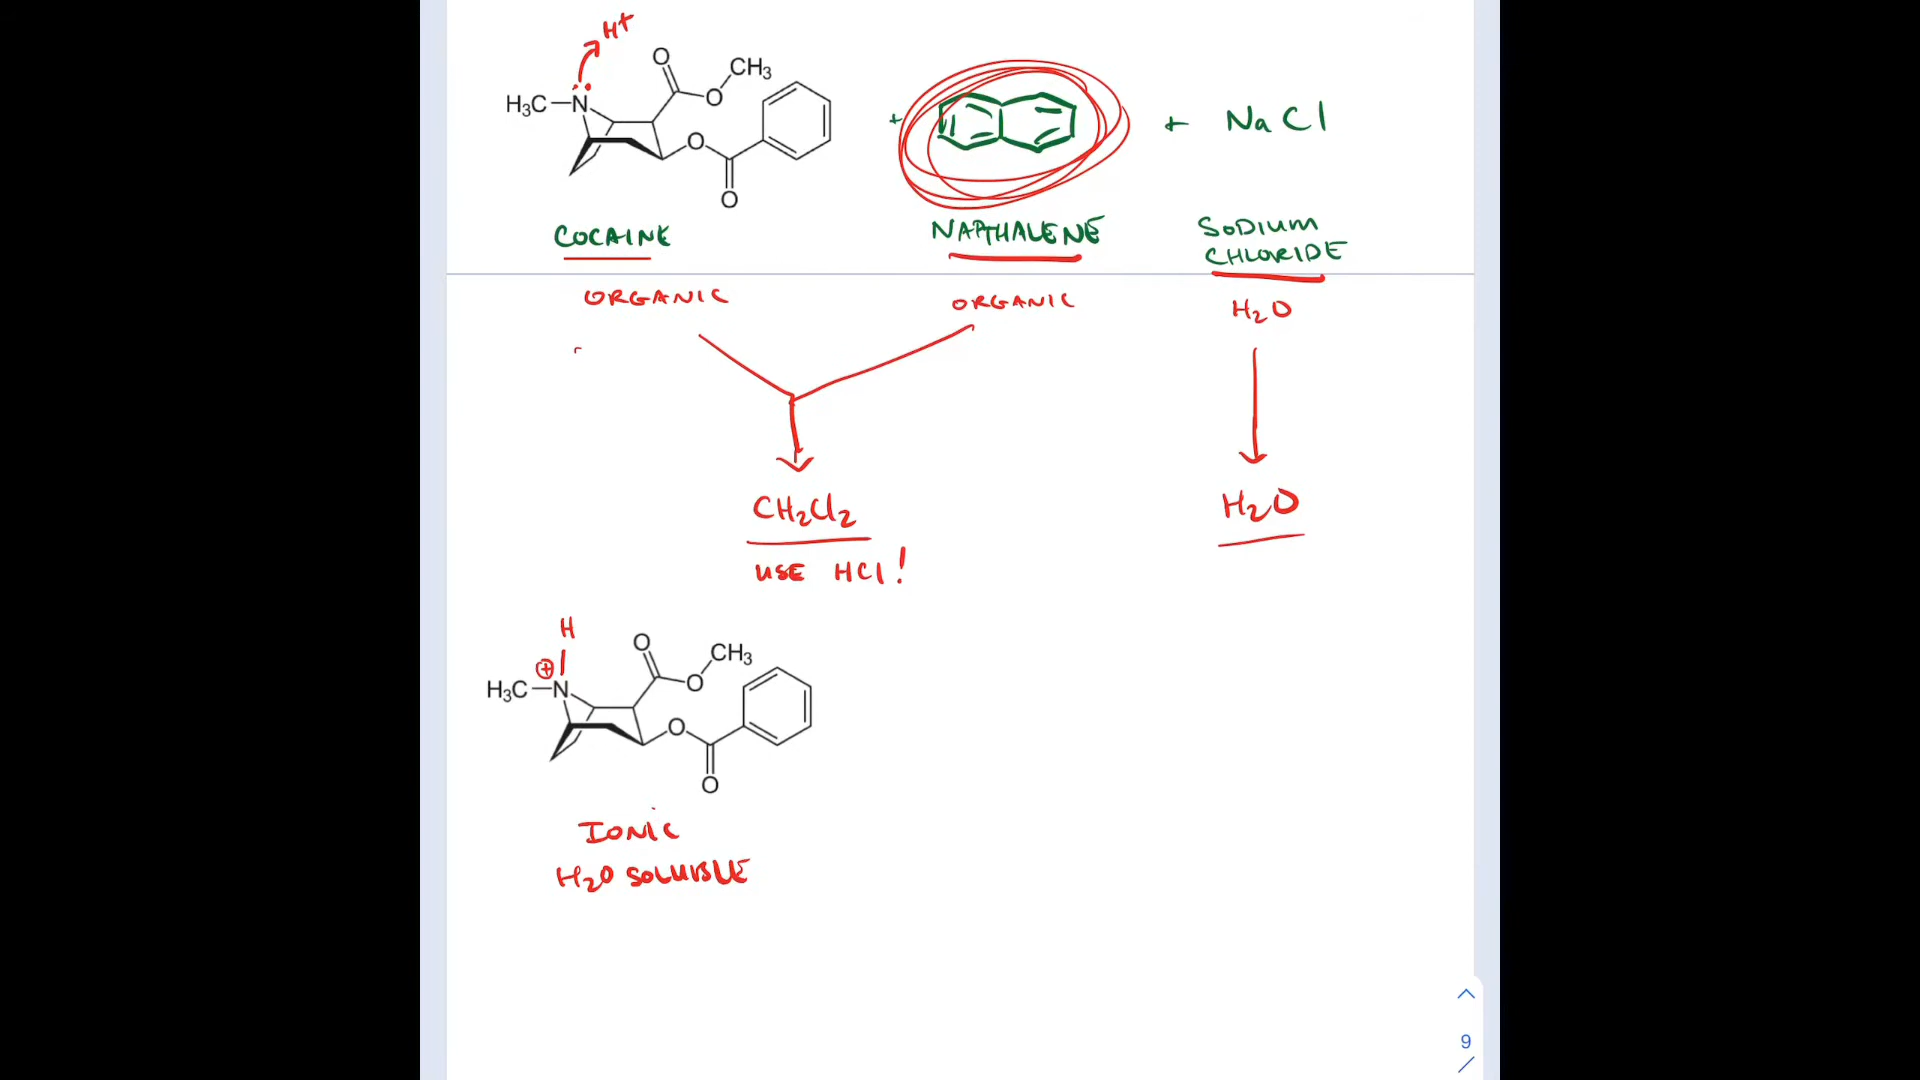 H+
O
CH3
H3C N O
+ + NaCl
O
O
COCAINE NAPTHALENE SODIUM
CHLORIDE
ORGANIC ORGANIC H2O
CH2Cl2 H2O
USE HCl!
H
O
CH3
+
H3C N O
O
O
IONIC
H2O SOLUBLE
9